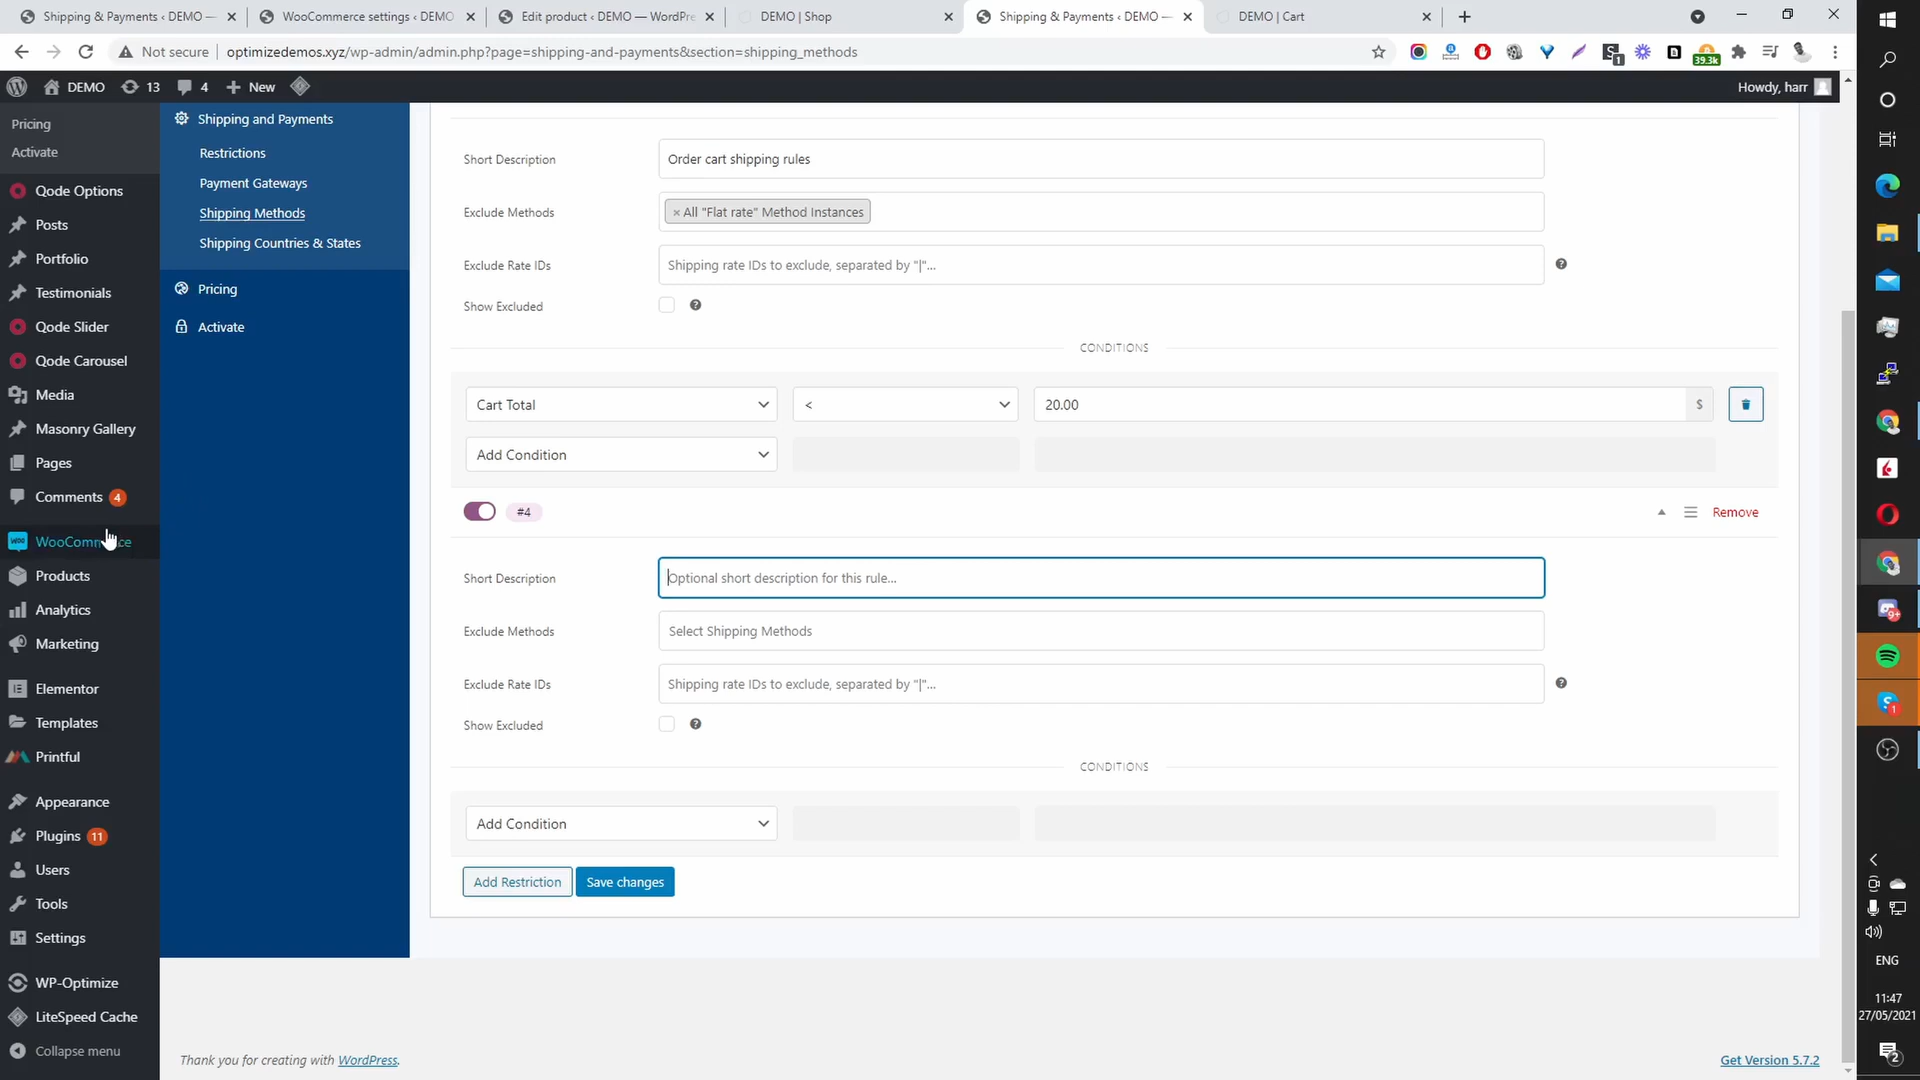 Shipping & Payments ‹ DEMO —
WooCommerce settings ‹ DEMO
Edit product ‹ DEMO — WordPre
DEMO | Shop
Shipping & Payments ‹ DEMO —
DEMO | Cart
Not secure
optimizedemos.xyz/wp-admin/admin.php?page=shipping-and-payments&section=shipping_methods
39.3k
DEMO
13
4
New
Howdy, harr
Pricing
Activate
Qode Options
Posts
Portfolio
Testimonials
Qode Slider
Qode Carousel
Media
Masonry Gallery
Pages
Comments 4
WooCommerce
Products
Analytics
Marketing
Elementor
Templates
Printful
Appearance
Plugins 11
Users
Tools
Settings
WP-Optimize
LiteSpeed Cache
Collapse menu
Shipping and Payments
Restrictions
Payment Gateways
Shipping Methods
Shipping Countries & States
Pricing
Activate
Short Description
Order cart shipping rules
Exclude Methods
× All "Flat rate" Method Instances
Exclude Rate IDs
Shipping rate IDs to exclude, separated by "|"...
Show Excluded
CONDITIONS
Cart Total
<
20.00
$
Add Condition
#4
Remove
Short Description
Optional short description for this rule...
Exclude Methods
Select Shipping Methods
Exclude Rate IDs
Shipping rate IDs to exclude, separated by "|"...
Show Excluded
CONDITIONS
Add Condition
Add Restriction
Save changes
Thank you for creating with WordPress.
Get Version 5.7.2
9+
1
ENG
11:47
27/05/2021
2